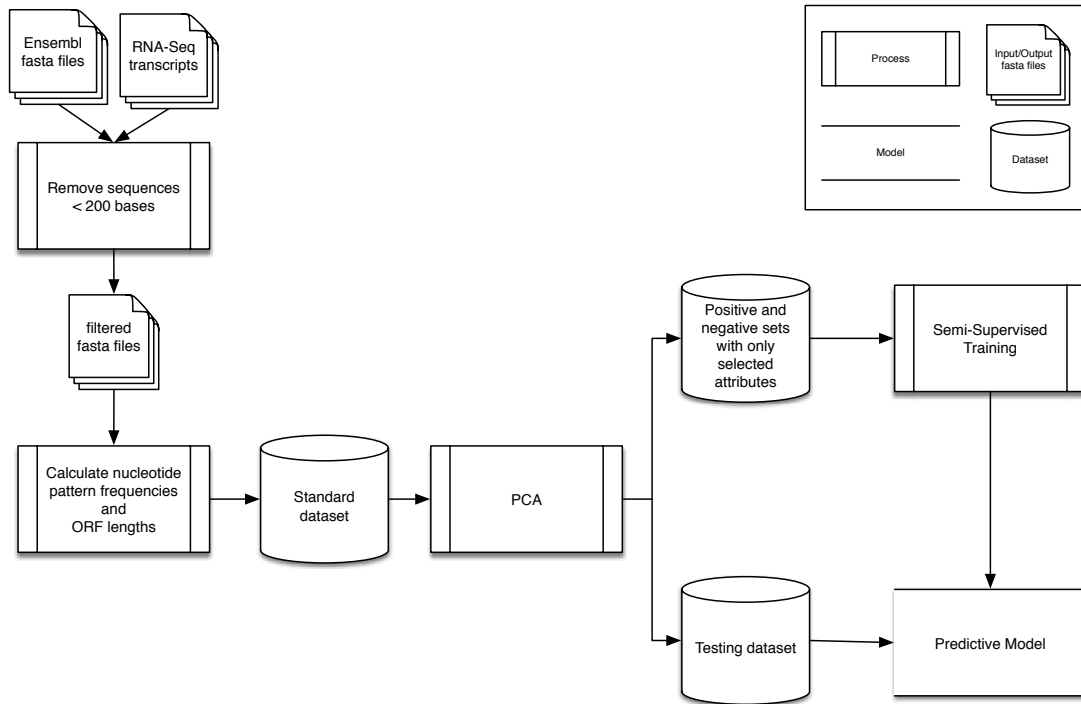 Ensembl
fasta files
RNA-Seq
transcripts
Process
Input/Output
fasta files
Model
Dataset
Remove sequences
< 200 bases
filtered
fasta files
Positive and
negative sets
with only
selected
attributes
Semi-Supervised
Training
Calculate nucleotide
pattern frequencies
and
ORF lengths
Standard
dataset
PCA
Testing dataset
Predictive Model